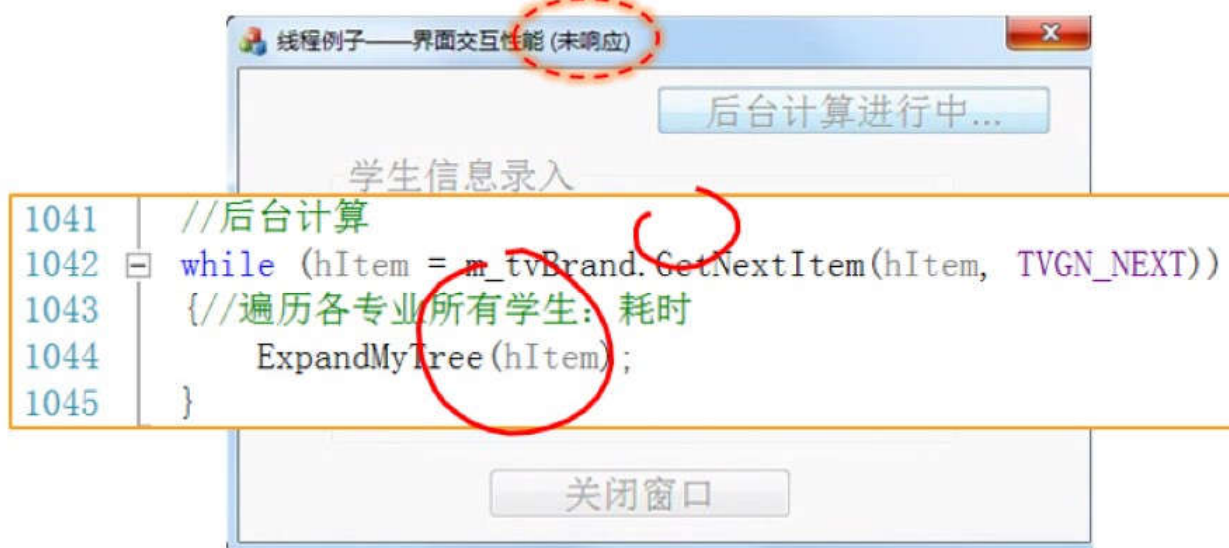 线程例子——界面交互性能 (未响应)
后台计算进行中...
学生信息录入
1041 //后台计算
1042 while (hItem = m_tvBrand.GetNextItem(hItem, TVGN_NEXT))
1043 {//遍历各专业所有学生：耗时
1044 ExpandMyTree(hItem);
1045 }
关闭窗口